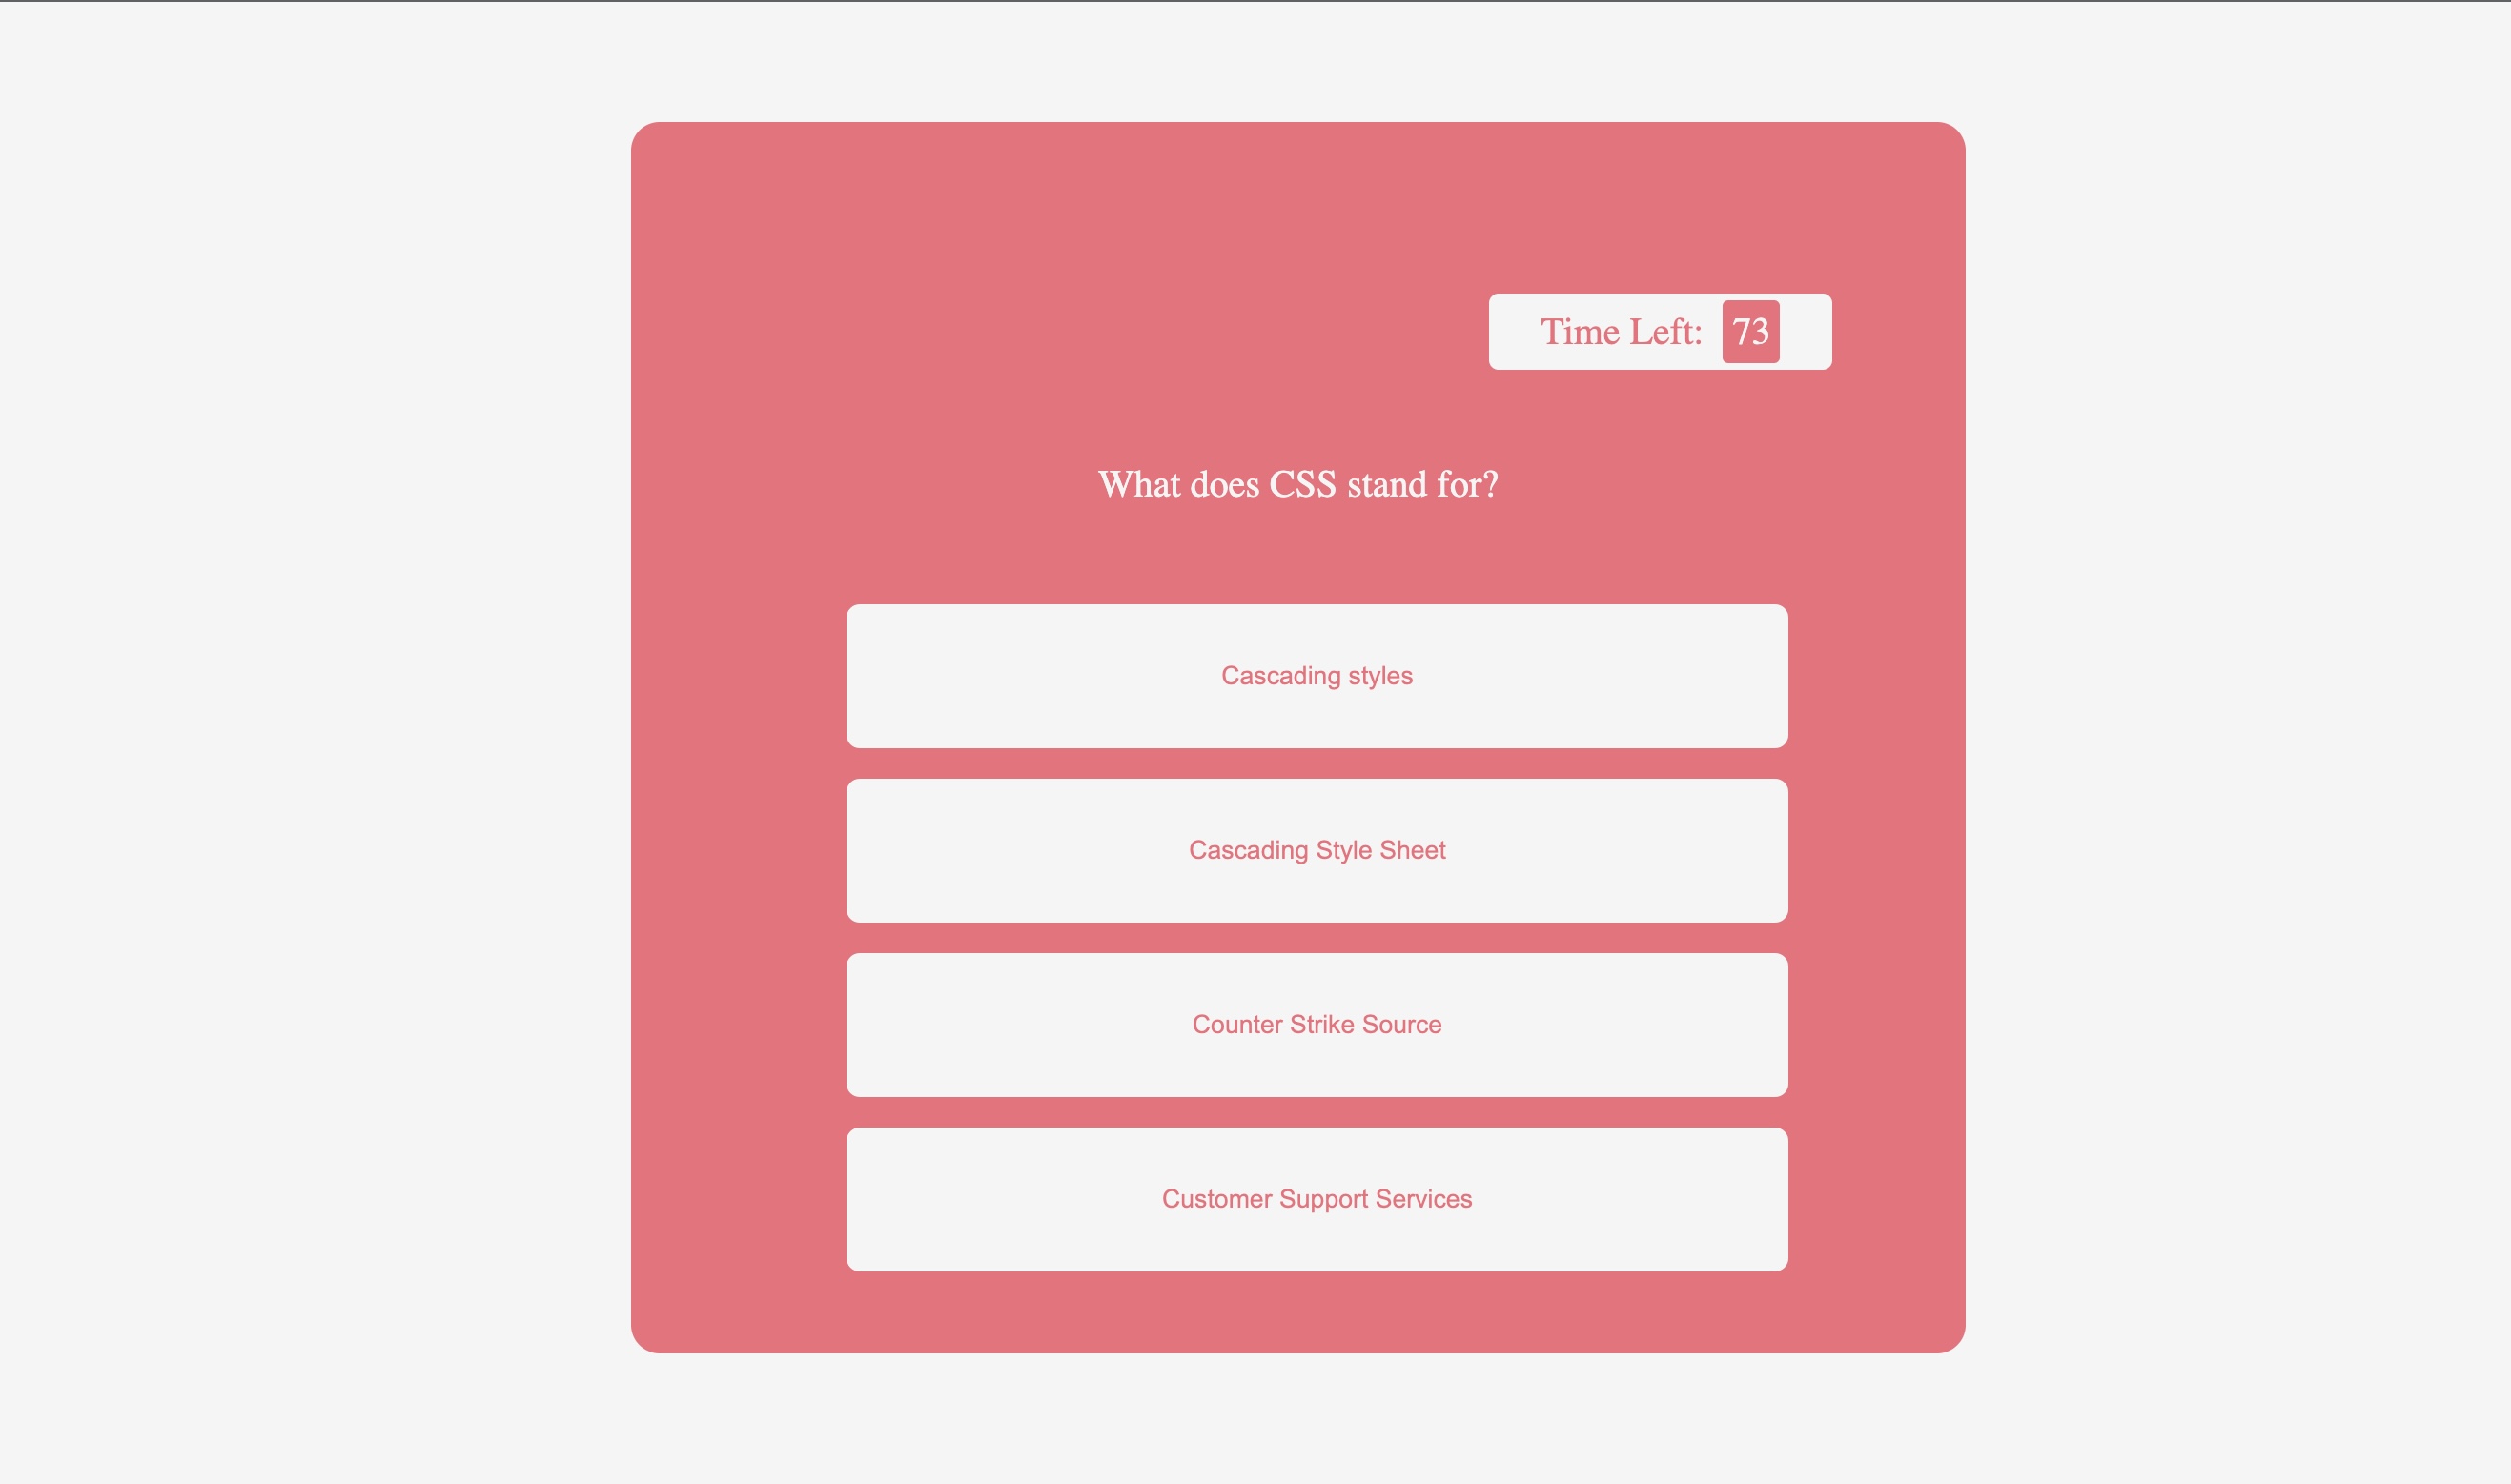 Time Left: 73
What does CSS stand for?
Cascading styles
Cascading Style Sheet
Counter Strike Source
Customer Support Services